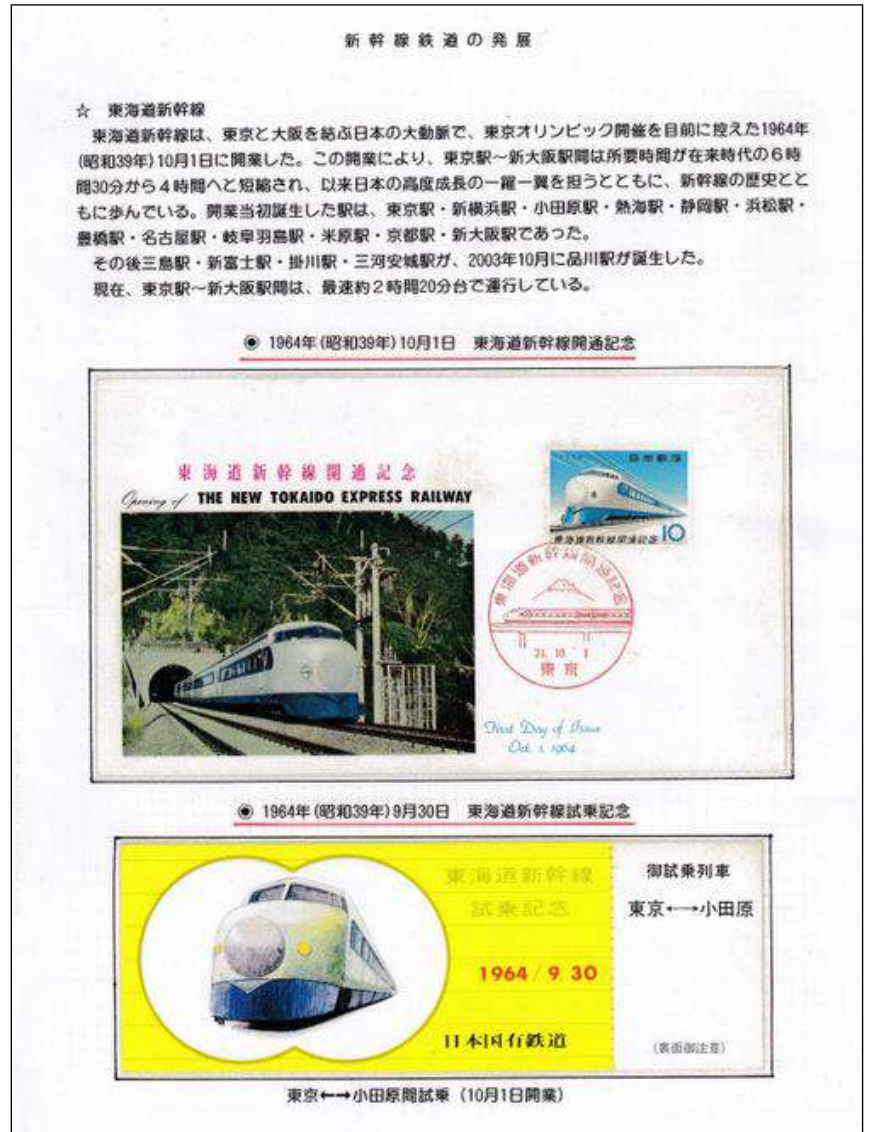 新幹線鉄道の発展
☆　東海道新幹線
東海道新幹線は、東京と大阪を結ぶ日本の大動脈で、東京オリンピック開催を目前に控えた1964年
(昭和39年)10月1日に開業した。この開業により、東京駅～新大阪駅間は所要時間が在来時代の６時
間30分から４時間へと短縮され、以来日本の高度成長の一躍一翼を担うとともに、新幹線の歴史とと
もに歩んでいる。開業当初誕生した駅は、東京駅・新横浜駅・小田原駅・熱海駅・静岡駅・浜松駅・
豊橋駅・名古屋駅・岐阜羽島駅・米原駅・京都駅・新大阪駅であった。
その後三島駅・新富士駅・掛川駅・三河安城駅が、2003年10月に品川駅が誕生した。
現在、東京駅～新大阪駅間は、最速約２時間20分台で運行している。
◉ 1964年(昭和39年)10月1日　東海道新幹線開通記念
東海道新幹線開通記念
Opening of THE NEW TOKAIDO EXPRESS RAILWAY
日本郵便
東海道新幹線開通記念 10
東海道新幹線開通記念
10. 1
東京
First Day of Issue
Oct. 1, 1964
◉ 1964年(昭和39年)9月30日　東海道新幹線試乗記念
東海道新幹線
試乗記念
1964 / 9. 30
日本国有鉄道
御試乗列車
東京←→小田原
(裏面御注意)
東京←→小田原間試乗（10月1日開業）